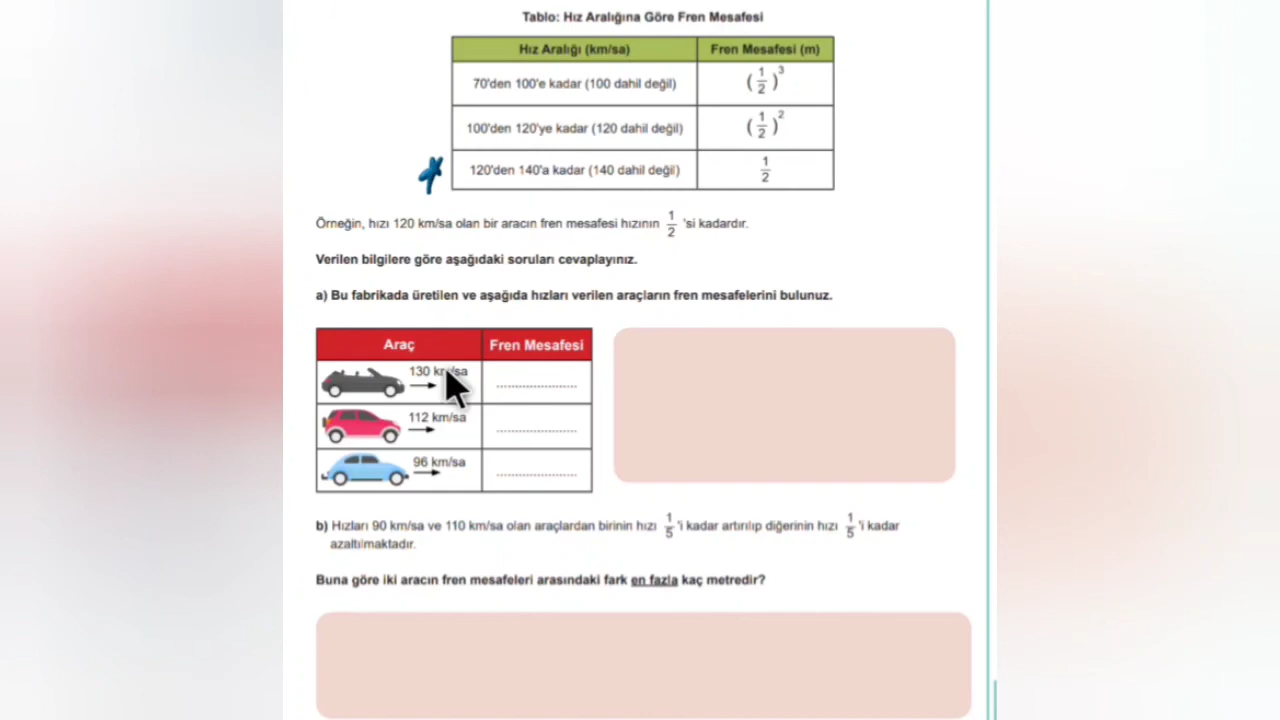 Tablo: Hız Aralığına Göre Fren Mesafesi
Hız Aralığı (km/sa) Fren Mesafesi (m)
70'den 100'e kadar (100 dahil değil) (1/2)³
100'den 120'ye kadar (120 dahil değil) (1/2)²
120'den 140'a kadar (140 dahil değil) 1/2
Örneğin, hızı 120 km/sa olan bir aracın fren mesafesi hızının 1/2 'si kadardır.
Verilen bilgilere göre aşağıdaki soruları cevaplayınız.
a) Bu fabrikada üretilen ve aşağıda hızları verilen araçların fren mesafelerini bulunuz.
Araç Fren Mesafesi
130 km/sa ......................
112 km/sa ......................
96 km/sa ......................
b) Hızları 90 km/sa ve 110 km/sa olan araçlardan birinin hızı 1/5 'i kadar artırılıp diğerinin hızı 1/5 'i kadar
azaltılmaktadır.
Buna göre iki aracın fren mesafeleri arasındaki fark en fazla kaç metredir?